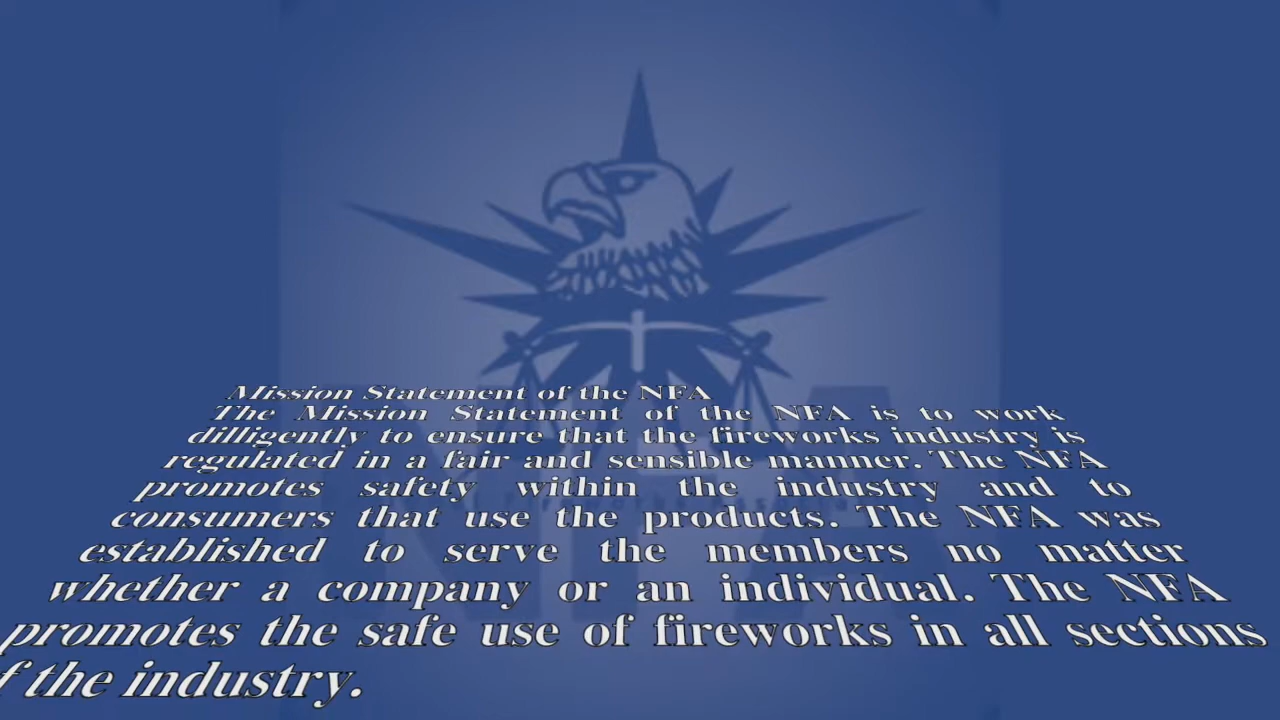 Mission Statement of the NFA
The Mission Statement of the NFA is to work
dilligently to ensure that the fireworks industry is
regulated in a fair and sensible manner. The NFA
promotes safety within the industry and to
consumers that use the products. The NFA was
established to serve the members no matter
whether a company or an individual. The NFA
promotes the safe use of fireworks in all sections
f the industry.
NFA